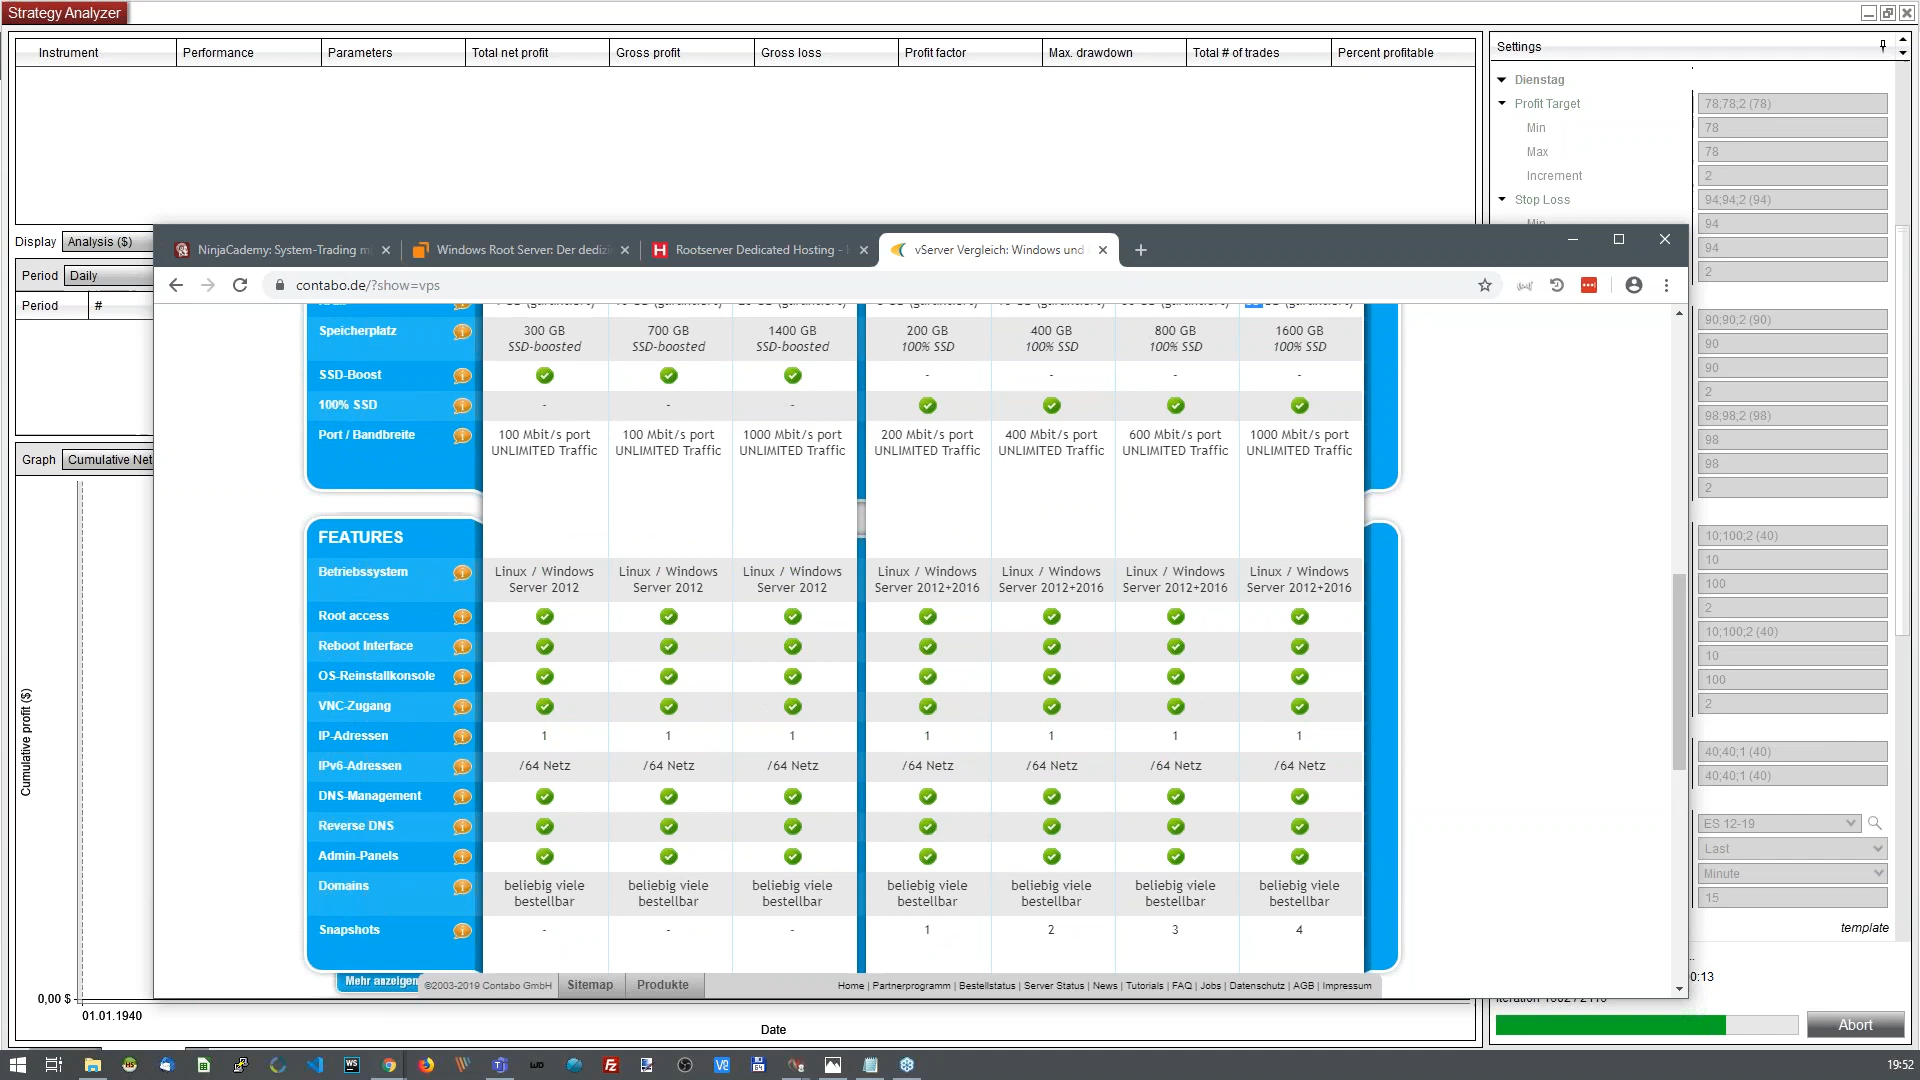 Strategy Analyzer
Instrument Performance Parameters Total net profit Gross profit Gross loss Profit factor Max. drawdown Total # of trades Percent profitable
Settings
Dienstag
Profit Target 78;78;2 (78)
Min 78
Max 78
Increment 2
Stop Loss 94;94;2 (94)
94
94
2
90;90;2 (90)
90
90
2
98;98;2 (98)
98
98
2
10;100;2 (40)
10
100
2
10;100;2 (40)
10
100
2
40;40;1 (40)
40;40;1 (40)
ES 12-19
Last
Minute
15
template
0:13
Abort
Display Analysis ($)
Period Daily
Period #
Graph Cumulative Net
Cumulative profit ($)
0,00 $
01.01.1940
Date
NinjaCademy: System-Trading
Windows Root Server: Der
Rootserver Dedicated Hosting -
vServer Vergleich: Windows und
contabo.de/?show=vps
Speicherplatz 300 GB 700 GB 1400 GB 200 GB 400 GB 800 GB 1600 GB
SSD-boosted SSD-boosted SSD-boosted 100% SSD 100% SSD 100% SSD 100% SSD
SSD-Boost - - - -
100% SSD - - -
Port / Bandbreite 100 Mbit/s port 100 Mbit/s port 1000 Mbit/s port 200 Mbit/s port 400 Mbit/s port 600 Mbit/s port 1000 Mbit/s port
UNLIMITED Traffic UNLIMITED Traffic UNLIMITED Traffic UNLIMITED Traffic UNLIMITED Traffic UNLIMITED Traffic UNLIMITED Traffic
FEATURES
Betriebssystem Linux / Windows Linux / Windows Linux / Windows Linux / Windows Linux / Windows Linux / Windows Linux / Windows
Server 2012 Server 2012 Server 2012 Server 2012+2016 Server 2012+2016 Server 2012+2016 Server 2012+2016
Root access
Reboot Interface
OS-Reinstallkonsole
VNC-Zugang
IP-Adressen 1 1 1 1 1 1 1
IPv6-Adressen /64 Netz /64 Netz /64 Netz /64 Netz /64 Netz /64 Netz /64 Netz
DNS-Management
Reverse DNS
Admin-Panels
Domains beliebig viele beliebig viele beliebig viele beliebig viele beliebig viele beliebig viele beliebig viele
bestellbar bestellbar bestellbar bestellbar bestellbar bestellbar bestellbar
Snapshots - - - 1 2 3 4
Mehr anzeigen
©2003-2019 Contabo GmbH Sitemap Produkte Home | Partnerprogramm | Bestellstatus | Server Status | News | Tutorials | FAQ | Jobs | Datenschutz | AGB | Impressum
19:52